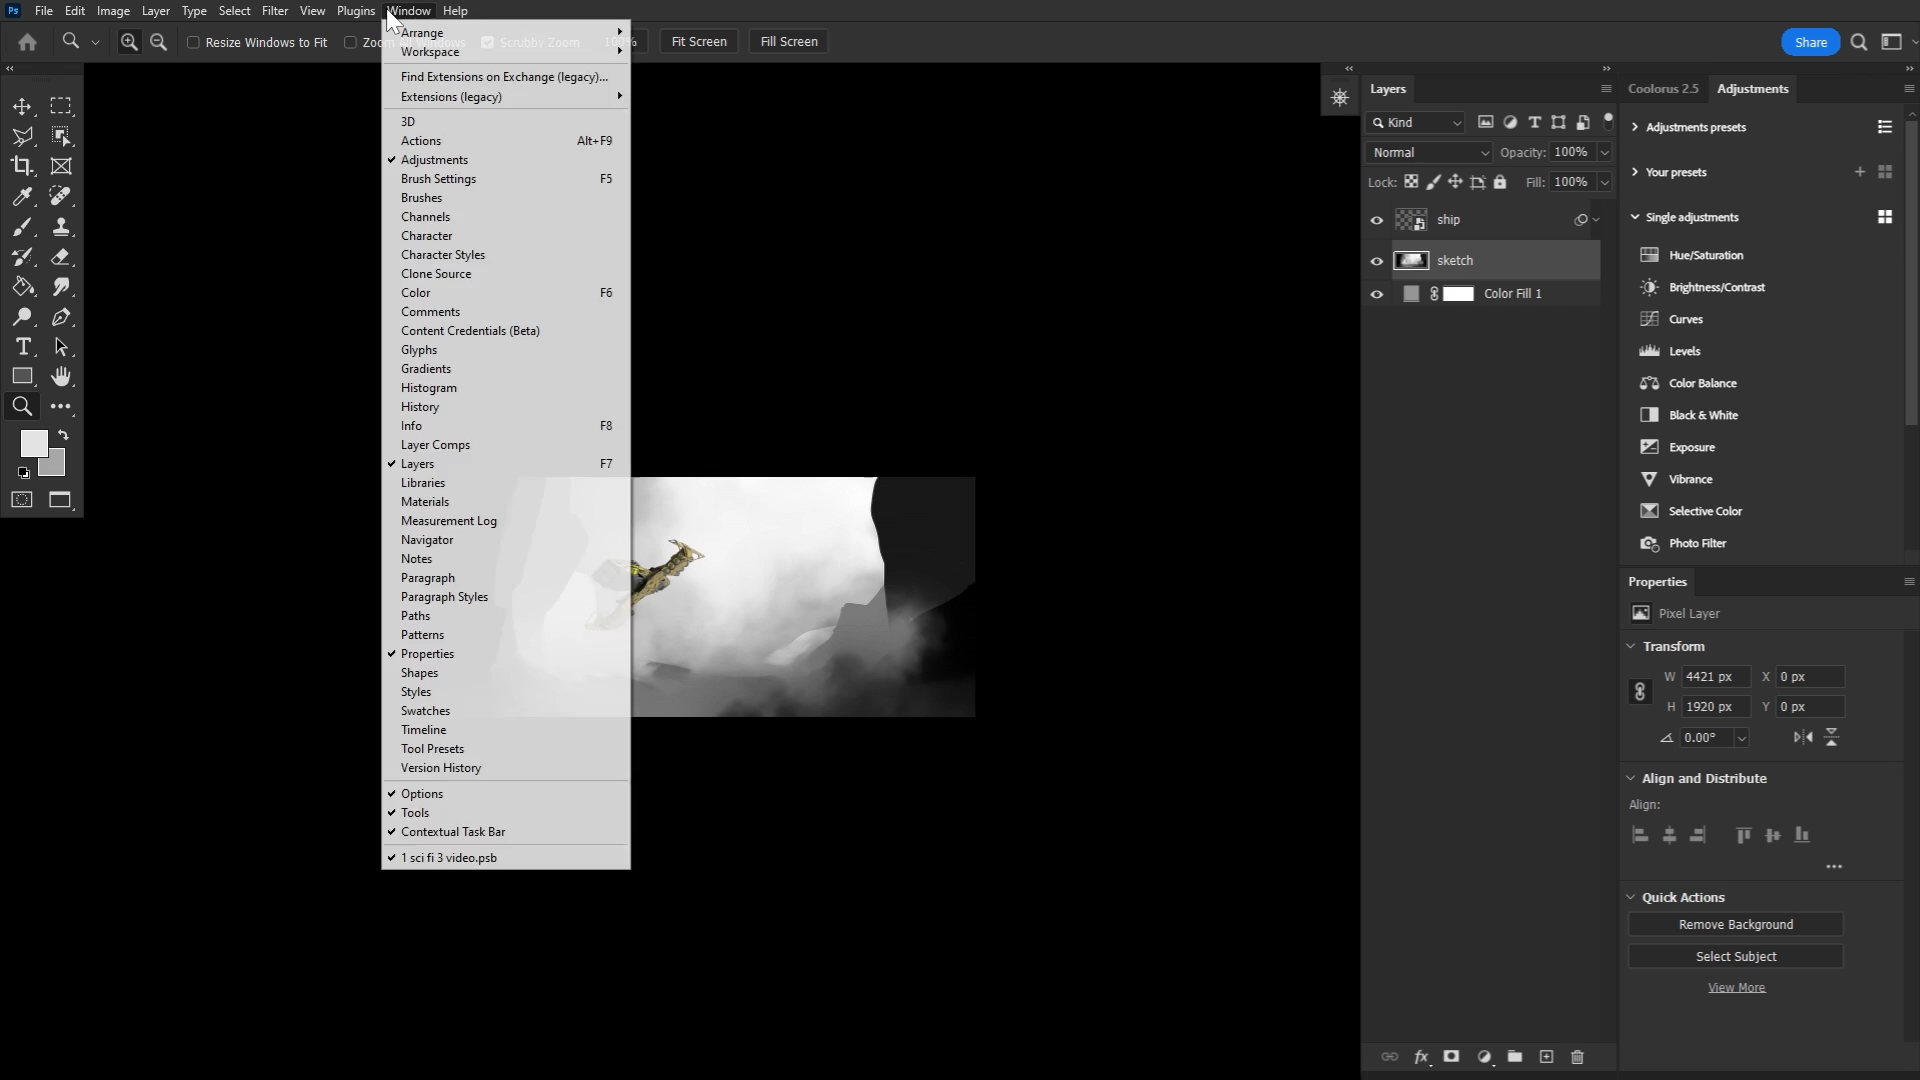 Ps File Edit Image Layer Type Select Filter View Plugins Window Help
Resize Windows to Fit
Scrubby Zoom
100%
Fit Screen
Fill Screen
Share
Arrange
Workspace
Find Extensions on Exchange (legacy)...
Extensions (legacy)
3D
Actions Alt+F9
Adjustments
Brush Settings F5
Brushes
Channels
Character
Character Styles
Clone Source
Color F6
Comments
Content Credentials (Beta)
Glyphs
Gradients
Histogram
History
Info F8
Layer Comps
Layers F7
Libraries
Materials
Measurement Log
Navigator
Notes
Paragraph
Paragraph Styles
Paths
Patterns
Properties
Shapes
Styles
Swatches
Timeline
Tool Presets
Version History
Options
Tools
Contextual Task Bar
1 sci fi 3 video.psb
Layers
Kind
Normal Opacity: 100%
Lock: Fill: 100%
ship
sketch
Color Fill 1
Coolorus 2.5 Adjustments
Adjustments presets
Your presets
Single adjustments
Hue/Saturation
Brightness/Contrast
Curves
Levels
Color Balance
Black & White
Exposure
Vibrance
Selective Color
Photo Filter
Properties
Pixel Layer
Transform
W 4421 px X 0 px
H 1920 px Y 0 px
0.00°
Align and Distribute
Align:
Quick Actions
Remove Background
Select Subject
View More
fx